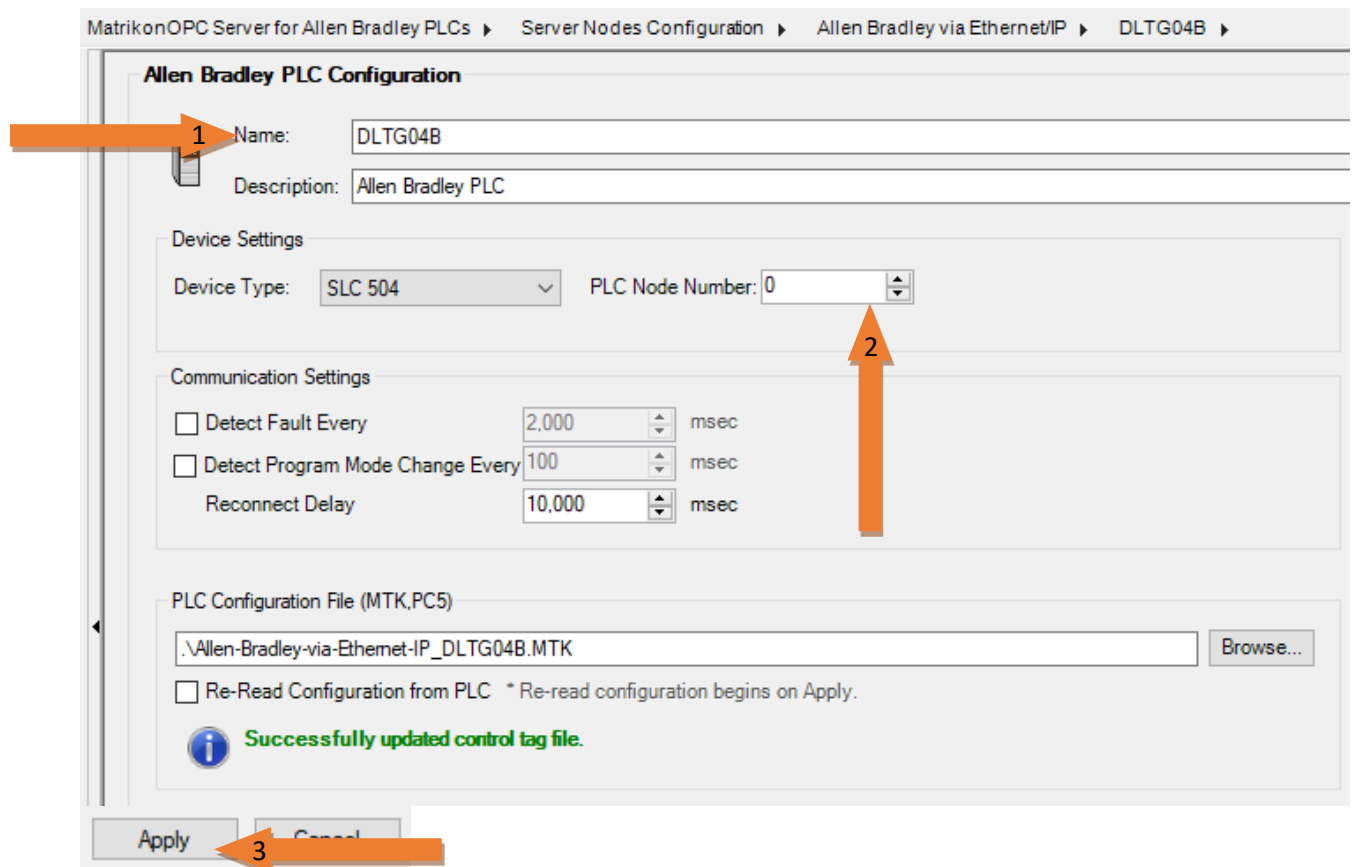 MatrikonOPC Server for Allen Bradley PLCs Server Nodes Configuration Allen Bradley via Ethernet/IP DLTG04B
Allen Bradley PLC Configuration
1 Name: DLTG04B
Description: Allen Bradley PLC
Device Settings
Device Type: SLC 504 PLC Node Number: 0
2
Communication Settings
Detect Fault Every 2,000 msec
Detect Program Mode Change Every 100 msec
Reconnect Delay 10,000 msec
PLC Configuration File (MTK,PC5)
.\Allen-Bradley-via-Ethernet-IP_DLTG04B.MTK Browse...
Re-Read Configuration from PLC * Re-read configuration begins on Apply.
Successfully updated control tag file.
Apply Cancel
3